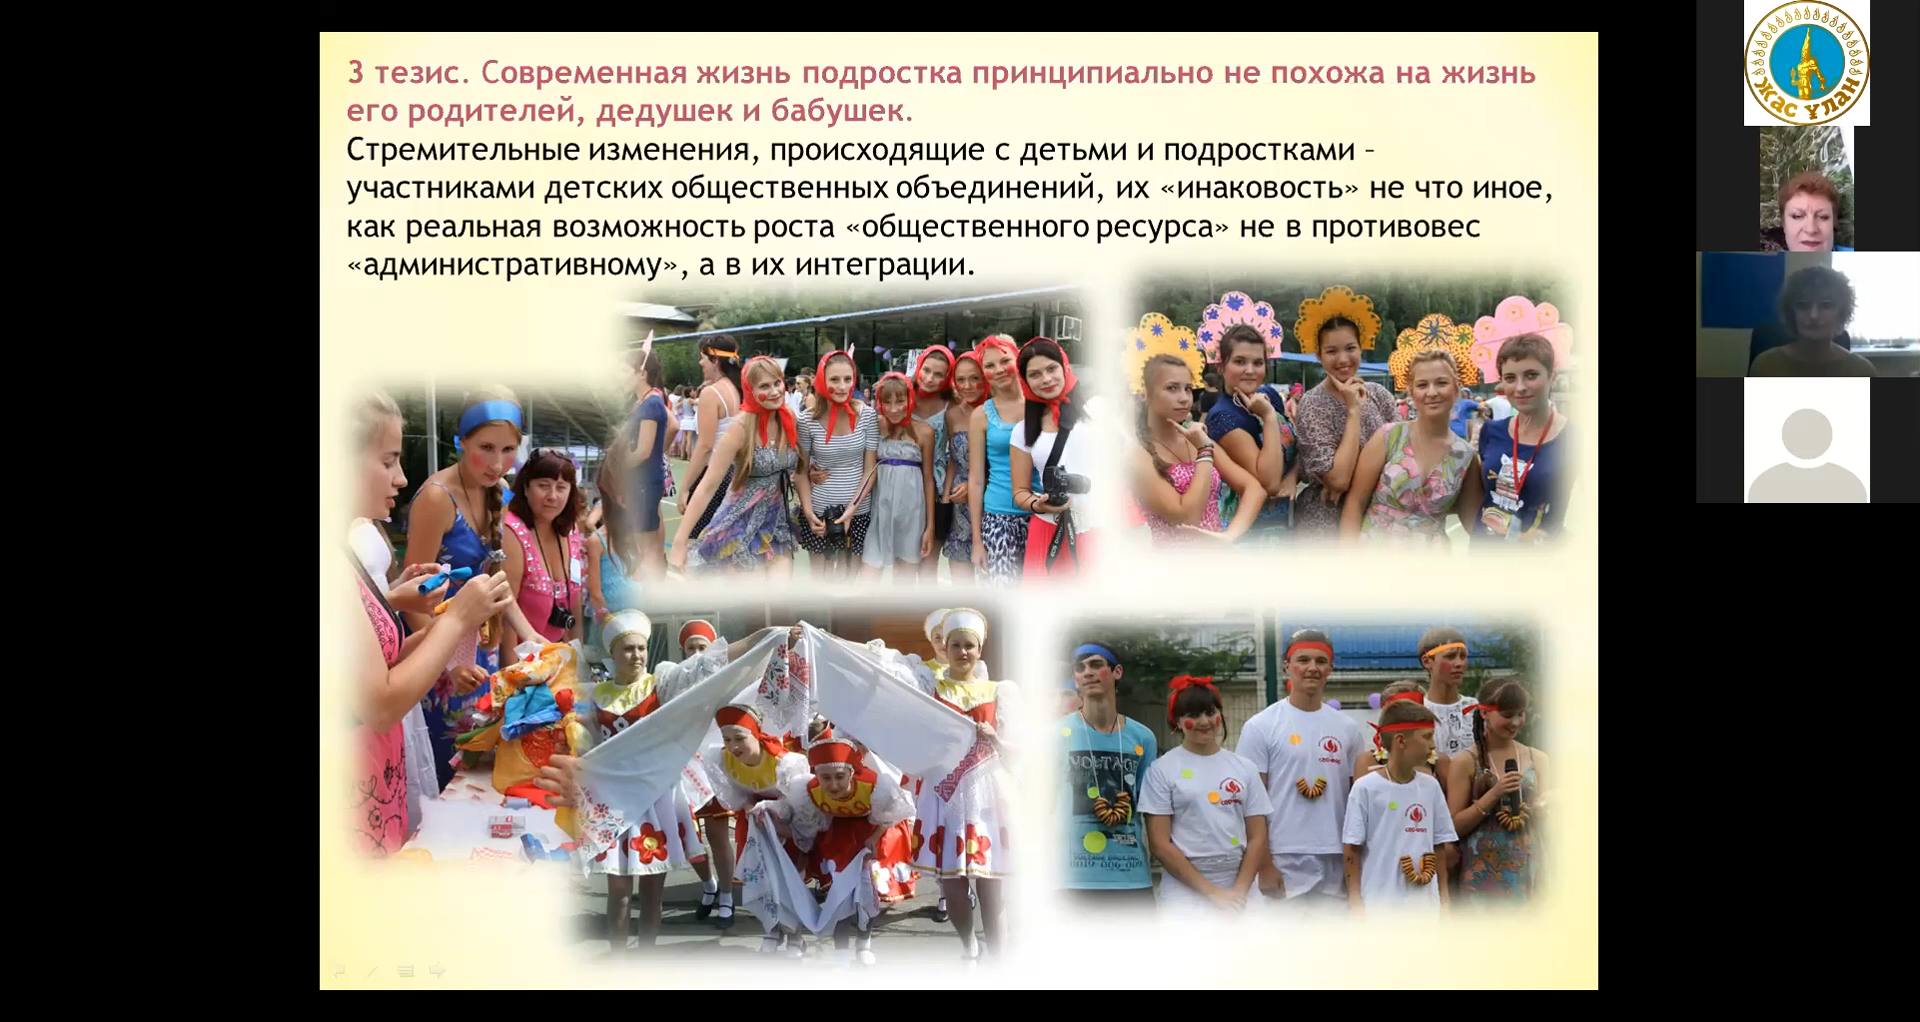 3 тезис. Современная жизнь подростка принципиально не похожа на жизнь
его родителей, дедушек и бабушек.
Стремительные изменения, происходящие с детьми и подростками –
участниками детских общественных объединений, их «инаковость» не что иное,
как реальная возможность роста «общественного ресурса» не в противовес
«административному», а в их интеграции.
ЖАС ҰЛАН
VOLTAGE